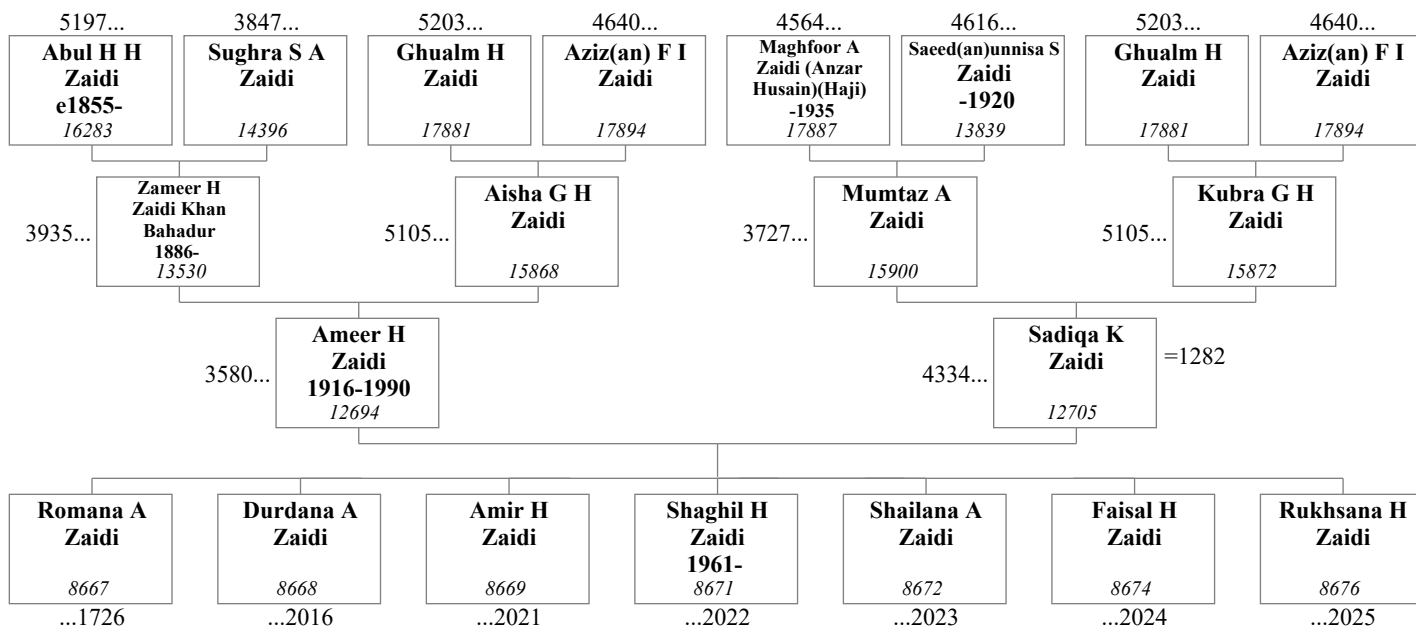 5197...
3847...
5203...
4640...
4564...
4616...
5203...
4640...
Abul H H
Zaidi
e1855-
16283
Sughra S A
Zaidi
14396
Ghualm H
Zaidi
17881
Aziz(an) F I
Zaidi
17894
Maghfoor A
Zaidi (Anzar
Husain)(Haji)
-1935
17887
Saeed(an)unnisa S
Zaidi
-1920
13839
Ghualm H
Zaidi
17881
Aziz(an) F I
Zaidi
17894
3935...
Zameer H
Zaidi Khan
Bahadur
1886-
13530
5105...
Aisha G H
Zaidi
15868
3727...
Mumtaz A
Zaidi
15900
5105...
Kubra G H
Zaidi
15872
3580...
Ameer H
Zaidi
1916-1990
12694
4334...
Sadiqa K
Zaidi
12705
=1282
Romana A
Zaidi
8667
...1726
Durdana A
Zaidi
8668
...2016
Amir H
Zaidi
8669
...2021
Shaghil H
Zaidi
1961-
8671
...2022
Shailana A
Zaidi
8672
...2023
Faisal H
Zaidi
8674
...2024
Rukhsana H
Zaidi
8676
...2025